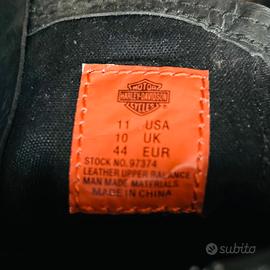 MOTOR
HARLEY-DAVIDSON
CYCLES
11 USA
10 UK
44 EUR
STOCK NO. 97374
LEATHER UPPER BALANCE
MAN MADE MATERIALS
MADE IN CHINA
subito